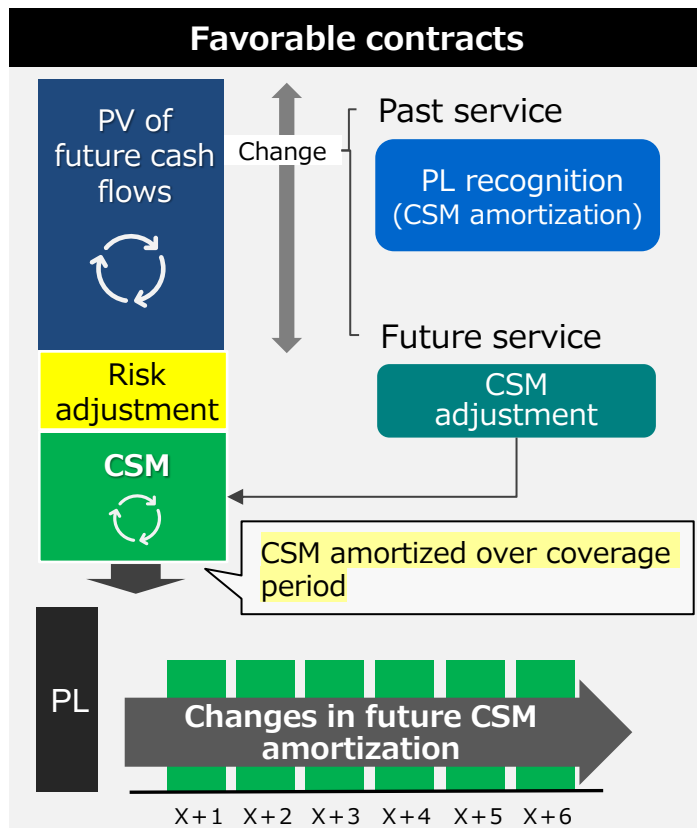 Favorable contracts
PV of
future cash
flows
Change
Past service
PL recognition
(CSM amortization)
Future service
CSM
adjustment
Risk
adjustment
CSM
CSM amortized over coverage
period
PL
Changes in future CSM
amortization
X+1 X+2 X+3 X+4 X+5 X+6